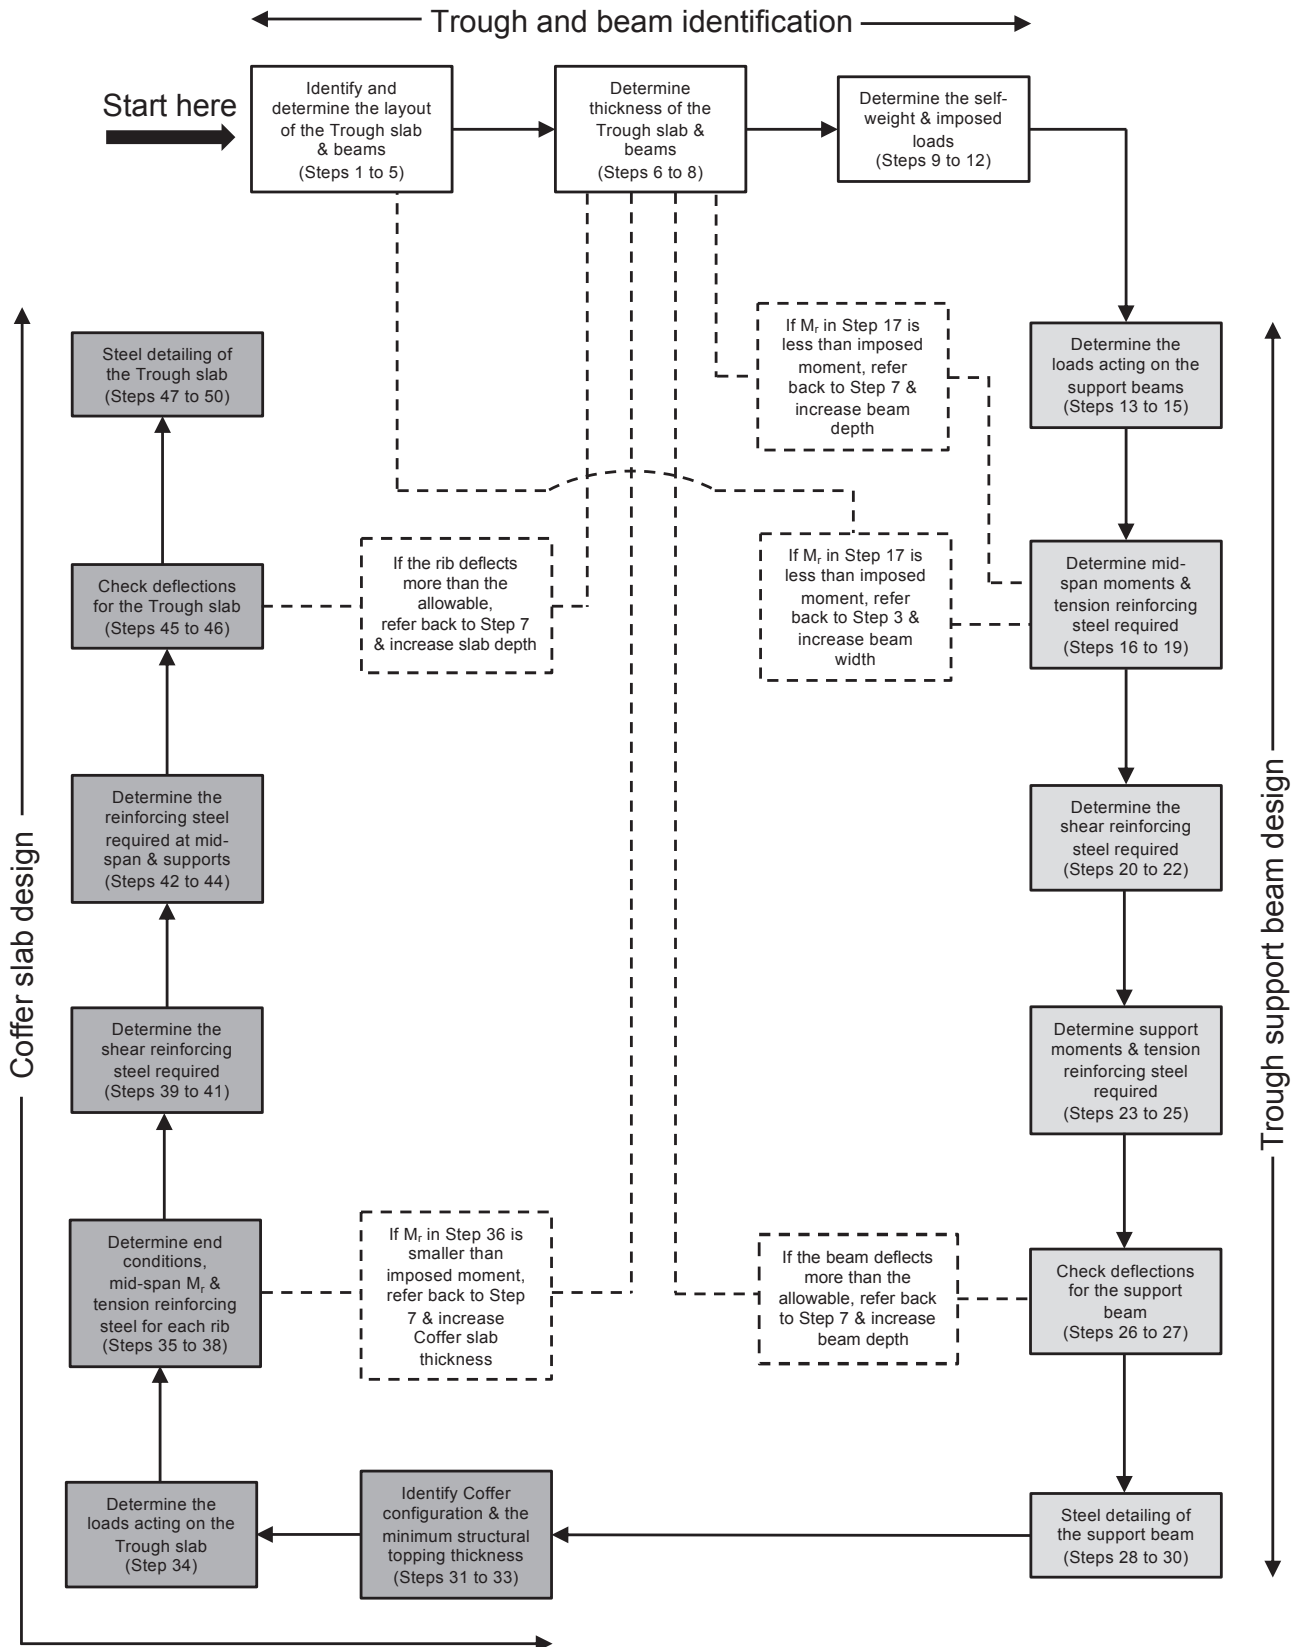 Trough and beam identification
Start here
Identify and
determine the layout
of the Trough slab
& beams
(Steps 1 to 5)
Determine
thickness of the
Trough slab &
beams
(Steps 6 to 8)
Determine the self-
weight & imposed
loads
(Steps 9 to 12)
If Mr in Step 17 is
less than imposed
moment, refer
back to Step 7 &
increase beam
depth
Determine the
loads acting on the
support beams
(Steps 13 to 15)
Steel detailing of
the Trough slab
(Steps 47 to 50)
If Mr in Step 17 is
less than imposed
moment, refer
back to Step 3 &
increase beam
width
Determine mid-
span moments &
tension reinforcing
steel required
(Steps 16 to 19)
Check deflections
for the Trough slab
(Steps 45 to 46)
If the rib deflects
more than the
allowable,
refer back to Step 7
& increase slab depth
Determine the
reinforcing steel
required at mid-
span & supports
(Steps 42 to 44)
Determine the
shear reinforcing
steel required
(Steps 20 to 22)
Coffer slab design
Trough support beam design
Determine the
shear reinforcing
steel required
(Steps 39 to 41)
Determine support
moments & tension
reinforcing steel
required
(Steps 23 to 25)
Determine end
conditions,
mid-span Mr &
tension reinforcing
steel for each rib
(Steps 35 to 38)
If Mr in Step 36 is
smaller than
imposed moment,
refer back to Step
7 & increase
Coffer slab
thickness
If the beam deflects
more than the
allowable, refer back
to Step 7 & increase
beam depth
Check deflections
for the support
beam
(Steps 26 to 27)
Determine the
loads acting on the
Trough slab
(Step 34)
Identify Coffer
configuration & the
minimum structural
topping thickness
(Steps 31 to 33)
Steel detailing of
the support beam
(Steps 28 to 30)